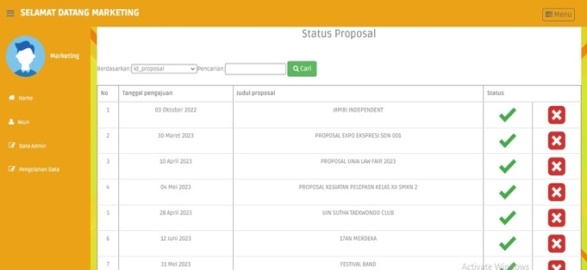 SELAMAT DATANG MARKETING
Menu
Status Proposal
Marketing
Berdasarkan: id_proposal Pencarian: Cari
No Tanggal pengajuan Judul proposal Status
Home
1 03 Oktober 2022 JAMBI INDEPENDENT
Akun
2 30 Maret 2023 PROPOSAL EXPO EKSPRESI SDN 001
Data Admin
3 10 April 2023 PROPOSAL UNJA LAW FAIR 2023
Pengolahan Data
4 04 Mei 2023 PROPOSAL KEGIATAN PELEPASN KELAS XII SMKN 2
5 28 April 2023 UIN SUTHA TAEKWONDO CLUB
6 12 Juni 2023 17AN MERDEKA
7 31 Mei 2023 FESTIVAL BAND
Activate Windows